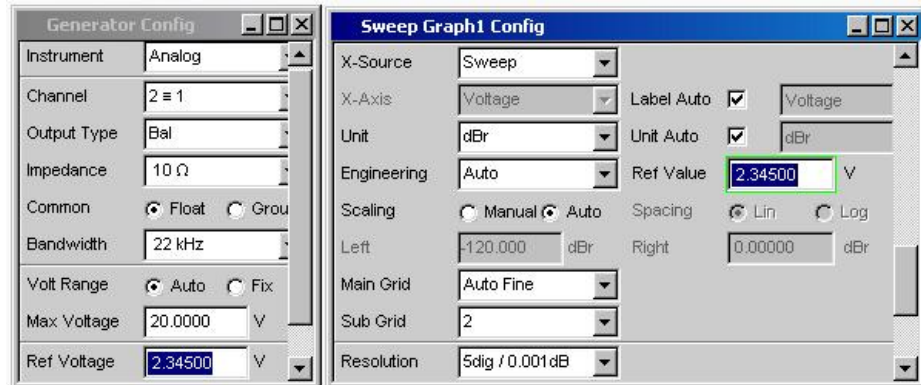 Generator Config
Instrument Analog
Channel 2 ≡ 1
Output Type Bal
Impedance 10 Ω
Common Float Grou
Bandwidth 22 kHz
Volt Range Auto Fix
Max Voltage 20.0000 V
Ref Voltage 2.34500 V
Sweep Graph1 Config
X-Source Sweep
X-Axis Voltage Label Auto Voltage
Unit dBr Unit Auto dBr
Engineering Auto Ref Value 2.34500 V
Scaling Manual Auto Spacing Lin Log
Left -120.000 dBr Right 0.00000 dBr
Main Grid Auto Fine
Sub Grid 2
Resolution 5dig / 0.001dB